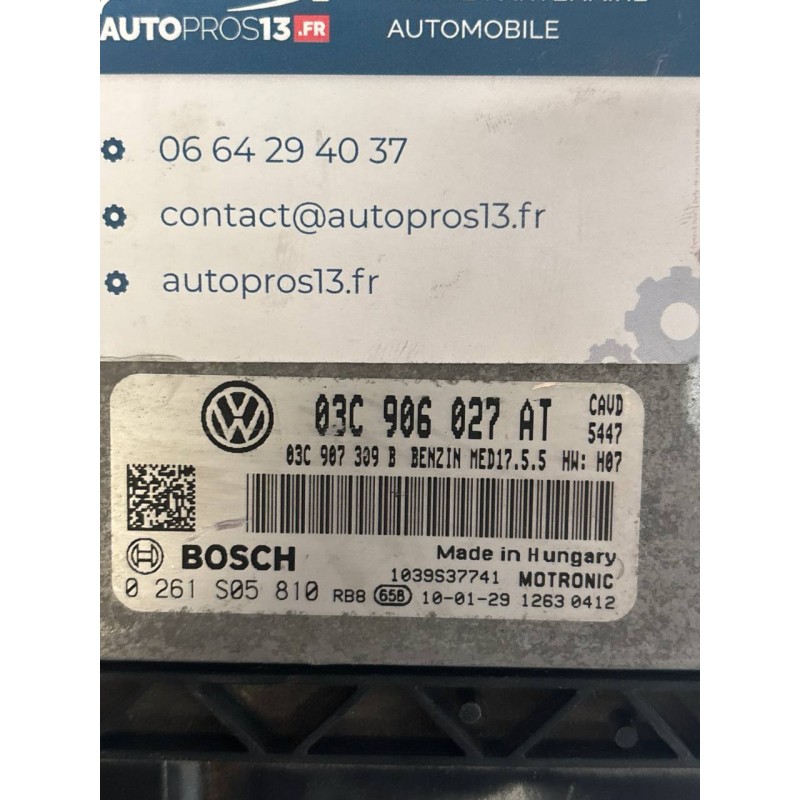 AUTOPROS13.FR
AUTOMOBILE
06 64 29 40 37
contact@autopros13.fr
autopros13.fr
03C 906 027 AT CAVD
5447
03C 907 309 B BENZIN MED17.5.5 HW: H07
BOSCH Made in Hungary
1039S37741 MOTRONIC
0 261 S05 810 RB8 658 10-01-29 1263 0412